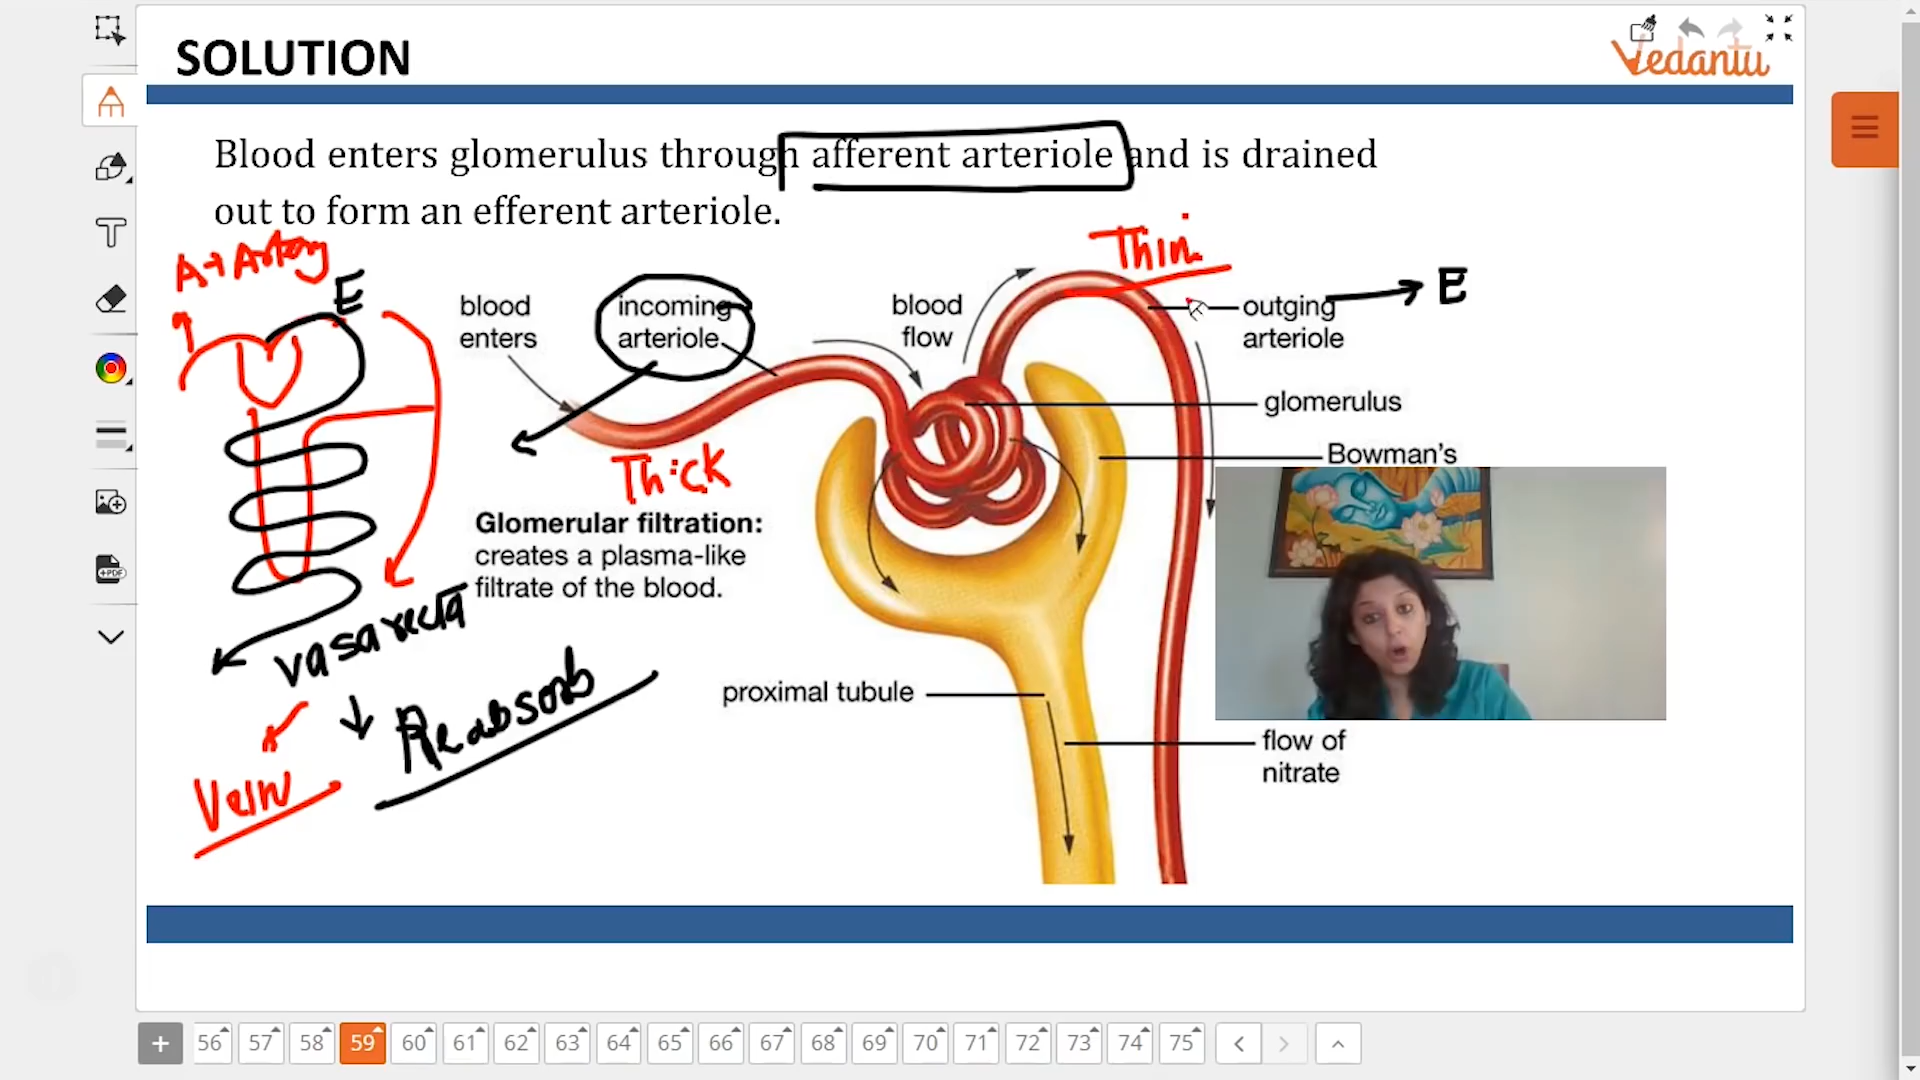 SOLUTION
Vedantu
Blood enters glomerulus through afferent arteriole and is drained
out to form an efferent arteriole.
A → Artery
E
Thin
blood
enters
incoming
arteriole
blood
flow
outging
arteriole
E
glomerulus
Bowman's
Thick
Glomerular filtration:
creates a plasma-like
filtrate of the blood.
vasa recta
Reabsorb
Vein
proximal tubule
flow of
nitrate
+PDF
56 57 58 59 60 61 62 63 64 65 66 67 68 69 70 71 72 73 74 75